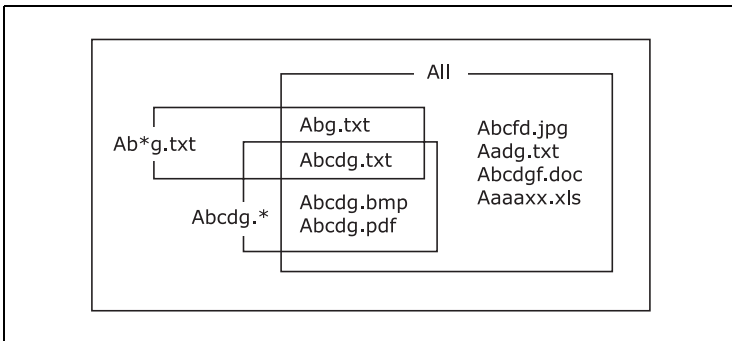 All
Ab*g.txt
Abg.txt
Abcdg.txt
Abcdg.*
Abcdg.bmp
Abcdg.pdf
Abcfd.jpg
Aadg.txt
Abcdgf.doc
Aaaaxx.xls